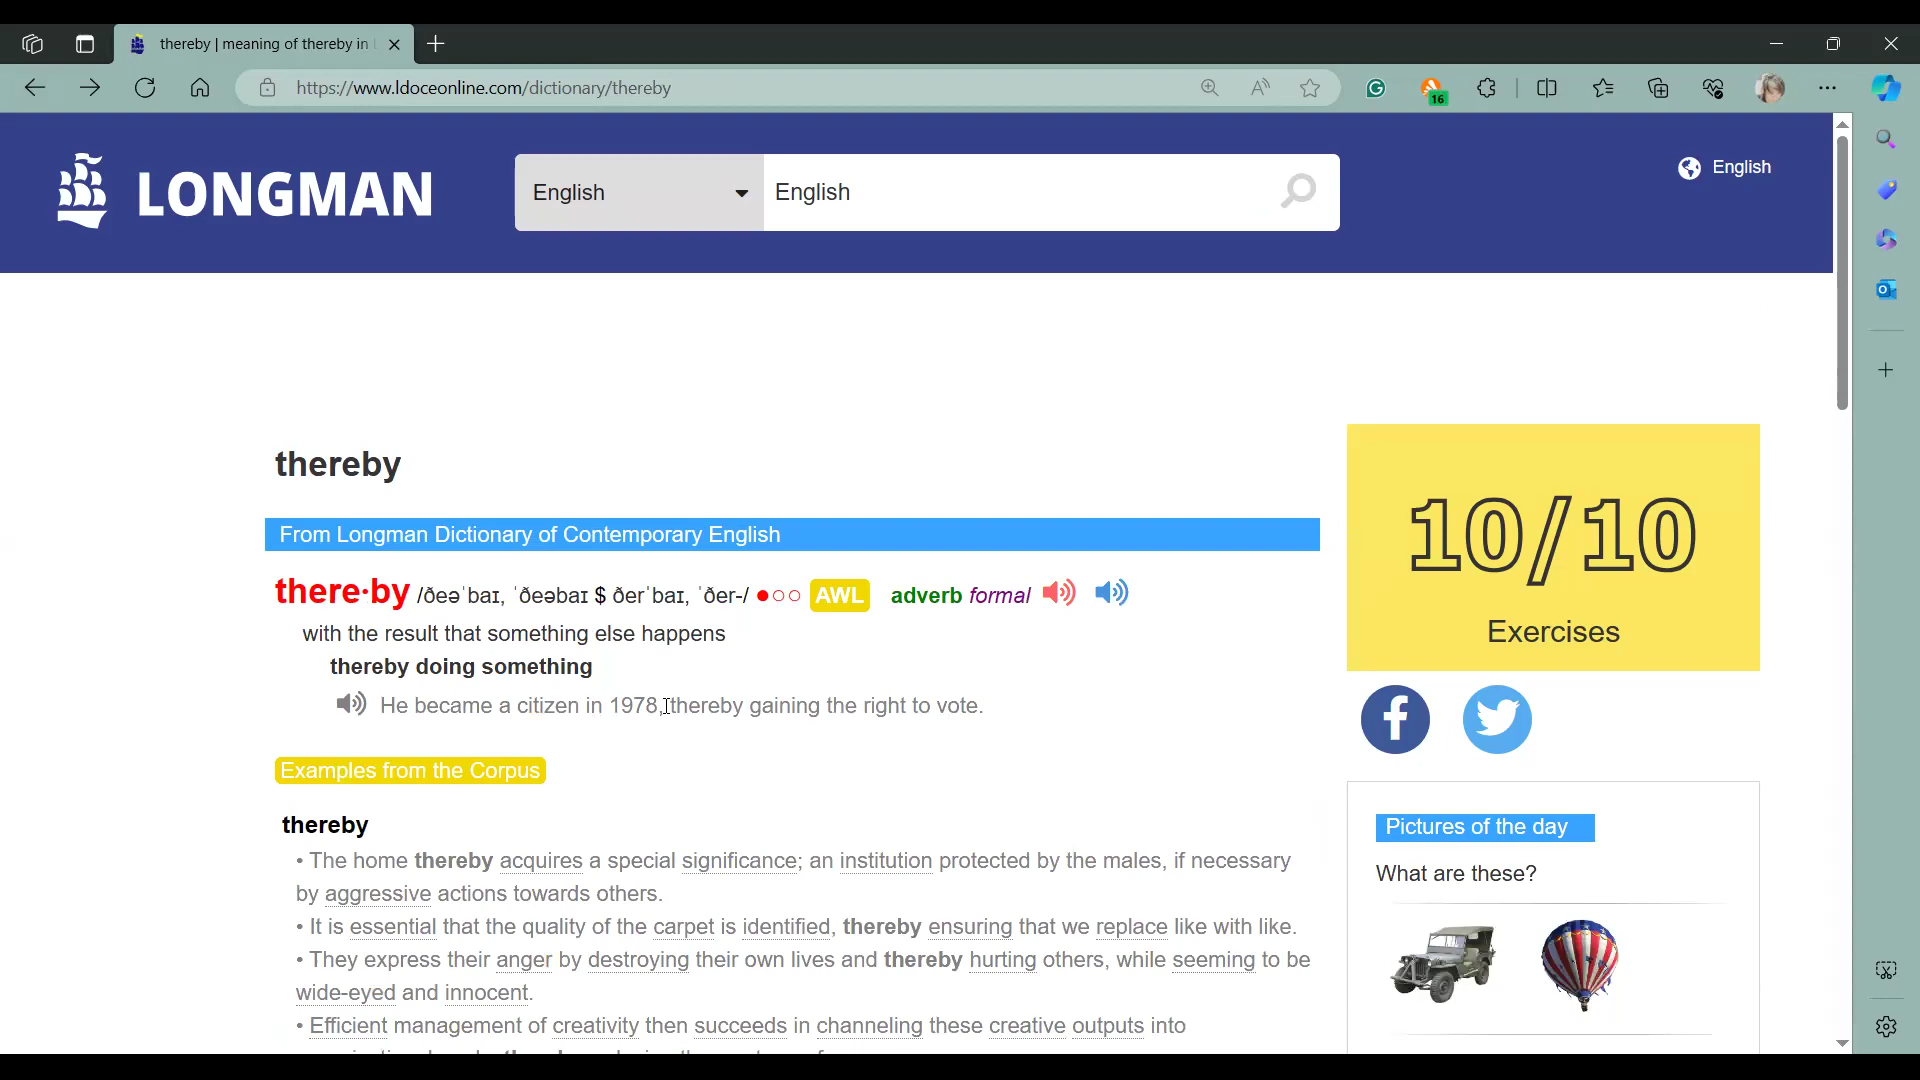 thereby | meaning of thereby in
https://www.ldoceonline.com/dictionary/thereby
16
LONGMAN
English
English
English
thereby
From Longman Dictionary of Contemporary English
there·by /ðeəˈbaɪ, ˈðeəbaɪ $ ðerˈbaɪ, ˈðer-/ ●○○ AWL adverb formal
with the result that something else happens
thereby doing something
He became a citizen in 1978, thereby gaining the right to vote.
Examples from the Corpus
thereby
• The home thereby acquires a special significance; an institution protected by the males, if necessary
by aggressive actions towards others.
• It is essential that the quality of the carpet is identified, thereby ensuring that we replace like with like.
• They express their anger by destroying their own lives and thereby hurting others, while seeming to be
wide-eyed and innocent.
• Efficient management of creativity then succeeds in channeling these creative outputs into
10/10
Exercises
Pictures of the day
What are these?